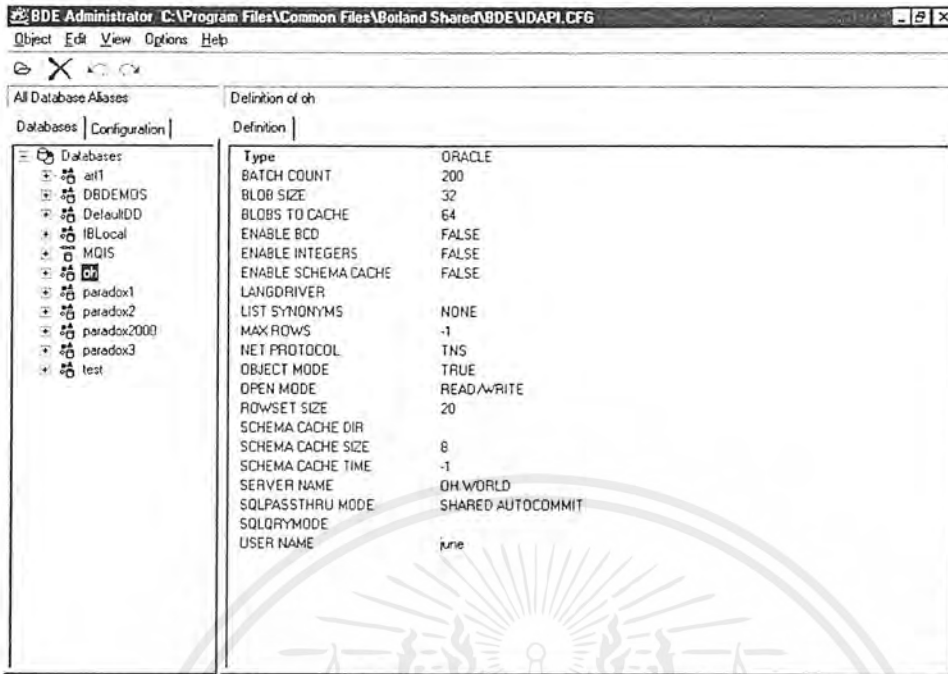 BDE Administrator C:\Program Files\Common Files\Borland Shared\BDE\IDAPI.CFG
Object Edit View Options Help
All Database Aliases
Definition of oh
Databases Configuration
Definition
Databases
DBDEMOS
DefaultDD
IBLocal
MQIS
oh
paradox1
paradox2
paradox2000
paradox3
test
Type ORACLE
BATCH COUNT 200
BLOB SIZE 32
BLOBS TO CACHE 64
ENABLE BCD FALSE
ENABLE INTEGERS FALSE
ENABLE SCHEMA CACHE FALSE
LANGDRIVER
LIST SYNONYMS NONE
MAX ROWS -1
NET PROTOCOL TNS
OBJECT MODE TRUE
OPEN MODE READ/WRITE
ROWSET SIZE 20
SCHEMA CACHE DIR
SCHEMA CACHE SIZE 8
SCHEMA CACHE TIME -1
SERVER NAME OH.WORLD
SQLPASSTHRU MODE SHARED AUTOCOMMIT
SQLQRYMODE
USER NAME june